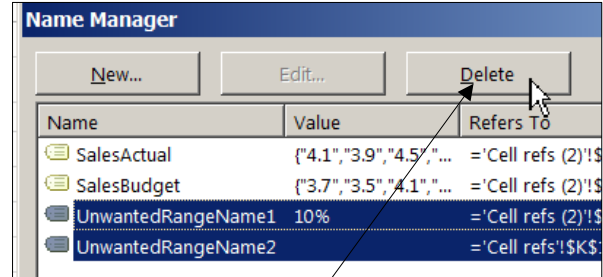 Name Manager
New... Edit... Delete
Name Value Refers To
SalesActual {"4.1","3.9","4.5","... ='Cell refs (2)'!$
SalesBudget {"3.7","3.5","4.1","... ='Cell refs (2)'!$
UnwantedRangeName1 10% ='Cell refs (2)'!$
UnwantedRangeName2 ='Cell refs'!$K$